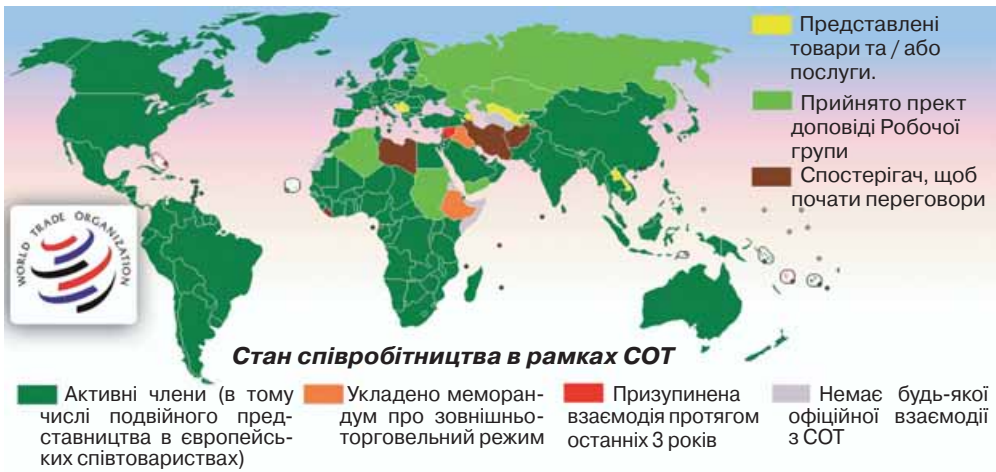 Представлені
товари та / або
послуги.
Прийнято прект
доповіді Робочої
групи
Спостерігач, щоб
почати переговори
WORLD TRADE ORGANIZATION
Стан співробітництва в рамках СОТ
Активні члени (в тому
числі подвійного пред-
ставництва в європейсь-
ких співтовариствах)
Укладено меморан-
дум про зовнішньо-
торговельний режим
Призупинена
взаємодія протягом
останніх 3 років
Немає будь-якої
офіційної взаємодії
з СОТ